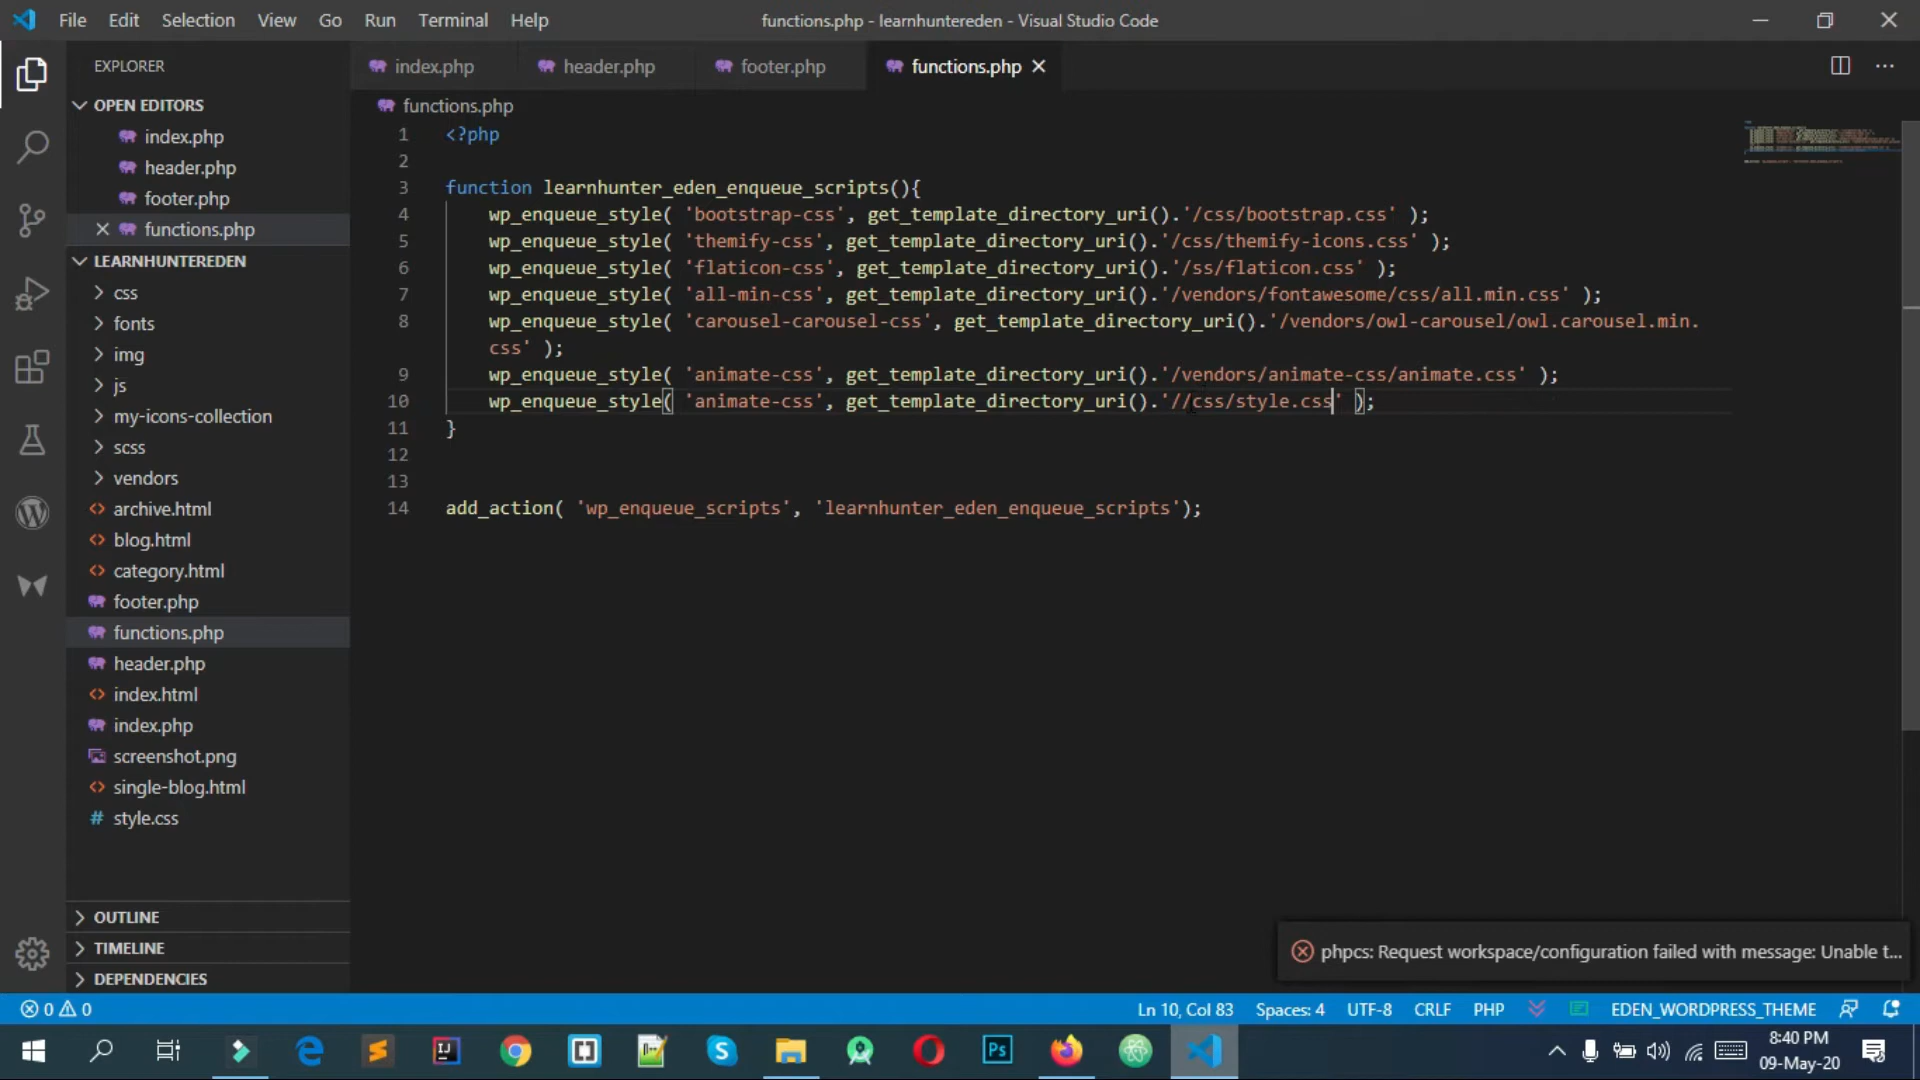 File Edit Selection View Go Run Terminal Help
functions.php - learnhuntereden - Visual Studio Code
EXPLORER
OPEN EDITORS
index.php
header.php
footer.php
functions.php
LEARNHUNTEREDEN
css
fonts
img
js
my-icons-collection
scss
vendors
archive.html
blog.html
category.html
footer.php
functions.php
header.php
index.html
index.php
screenshot.png
single-blog.html
# style.css
OUTLINE
TIMELINE
DEPENDENCIES
index.php header.php footer.php functions.php
functions.php
1 <?php
2
3 function learnhunter_eden_enqueue_scripts(){
4 wp_enqueue_style( 'bootstrap-css', get_template_directory_uri().'/css/bootstrap.css' );
5 wp_enqueue_style( 'themify-css', get_template_directory_uri().'/css/themify-icons.css' );
6 wp_enqueue_style( 'flaticon-css', get_template_directory_uri().'/ss/flaticon.css' );
7 wp_enqueue_style( 'all-min-css', get_template_directory_uri().'/vendors/fontawesome/css/all.min.css' );
8 wp_enqueue_style( 'carousel-carousel-css', get_template_directory_uri().'/vendors/owl-carousel/owl.carousel.min.
css' );
9 wp_enqueue_style( 'animate-css', get_template_directory_uri().'/vendors/animate-css/animate.css' );
10 wp_enqueue_style( 'animate-css', get_template_directory_uri().'//css/style.css' );
11 }
12
13
14 add_action( 'wp_enqueue_scripts', 'learnhunter_eden_enqueue_scripts');
phpcs: Request workspace/configuration failed with message: Unable t...
0 0
Ln 10, Col 83 Spaces: 4 UTF-8 CRLF PHP EDEN_WORDPRESS_THEME
8:40 PM
09-May-20